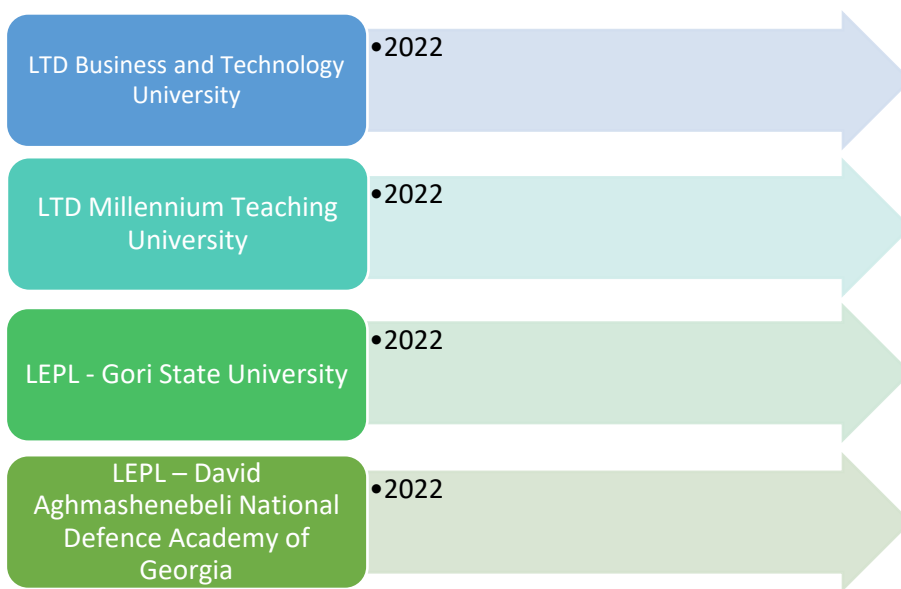 LTD Business and Technology
University
•2022
LTD Millennium Teaching
University
•2022
LEPL - Gori State University
•2022
LEPL – David
Aghmashenebeli National
Defence Academy of
Georgia
•2022